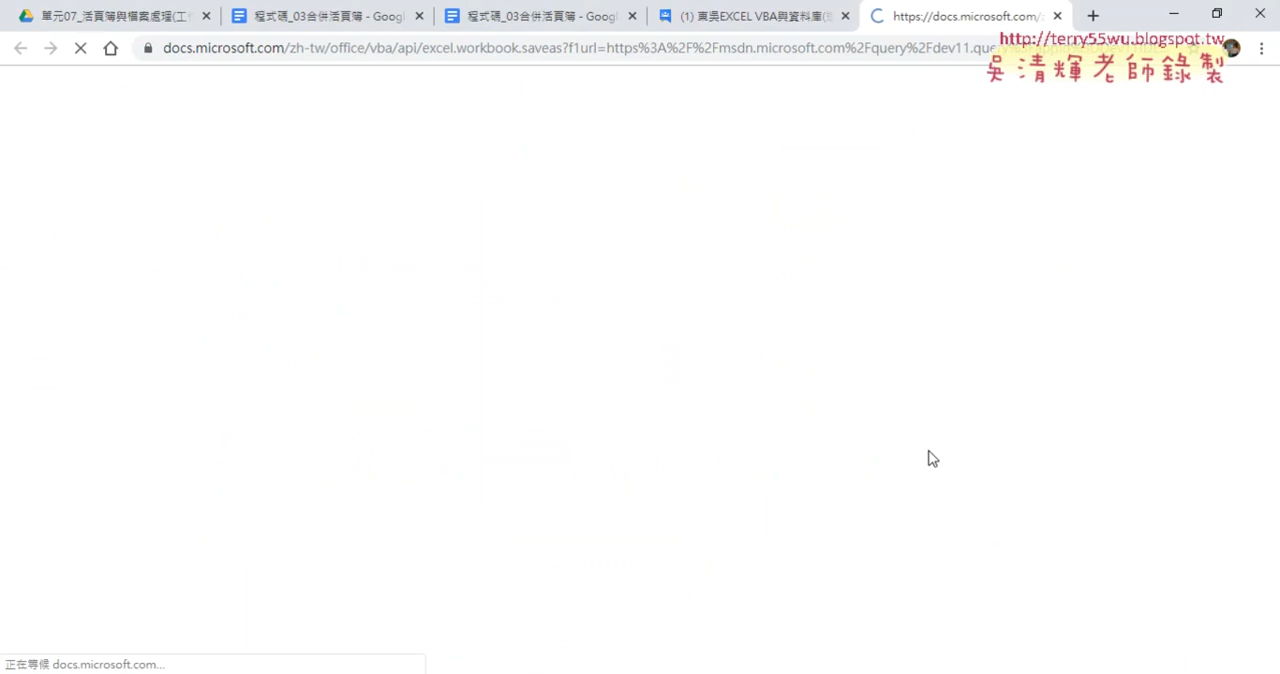 單元07_活頁簿與檔案處理(工
程式碼_03合併活頁簿 - Googl
程式碼_03合併活頁簿 - Googl
(1) 東吳EXCEL VBA與資料庫(
https://docs.microsoft.com/
docs.microsoft.com/zh-tw/office/vba/api/excel.workbook.saveas?f1url=https%3A%2F%2Fmsdn.microsoft.com%2Fquery%2Fdev11.que
http://terry55wu.blogspot.tw
吳清輝老師錄製
正在等候 docs.microsoft.com...